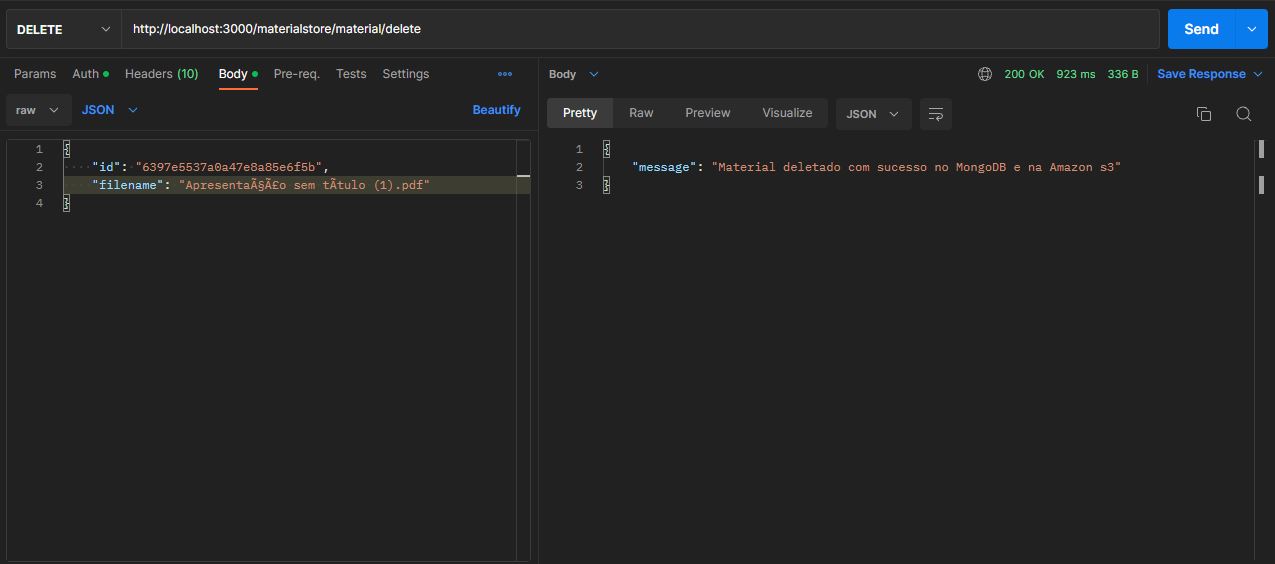 DELETE http://localhost:3000/materialstore/material/delete Send
Params Auth Headers (10) Body Pre-req. Tests Settings
Body 200 OK 923 ms 336 B Save Response
raw JSON Beautify
Pretty Raw Preview Visualize JSON
1 {
2 "id": "6397e5537a0a47e8a85e6f5b",
3 "filename": "ApresentaÃ§Ã£o sem tÃtulo (1).pdf"
4 }
1 {
2 "message": "Material deletado com sucesso no MongoDB e na Amazon s3"
3 }